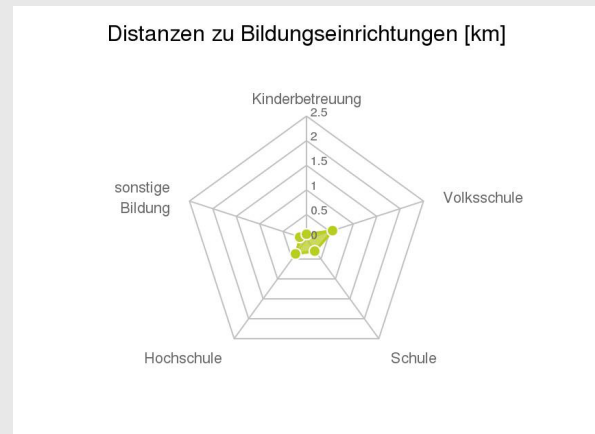 Distanzen zu Bildungseinrichtungen [km]
Kinderbetreuung
2.5
2
1.5
1
0.5
0
Volksschule
sonstige
Bildung
Hochschule
Schule